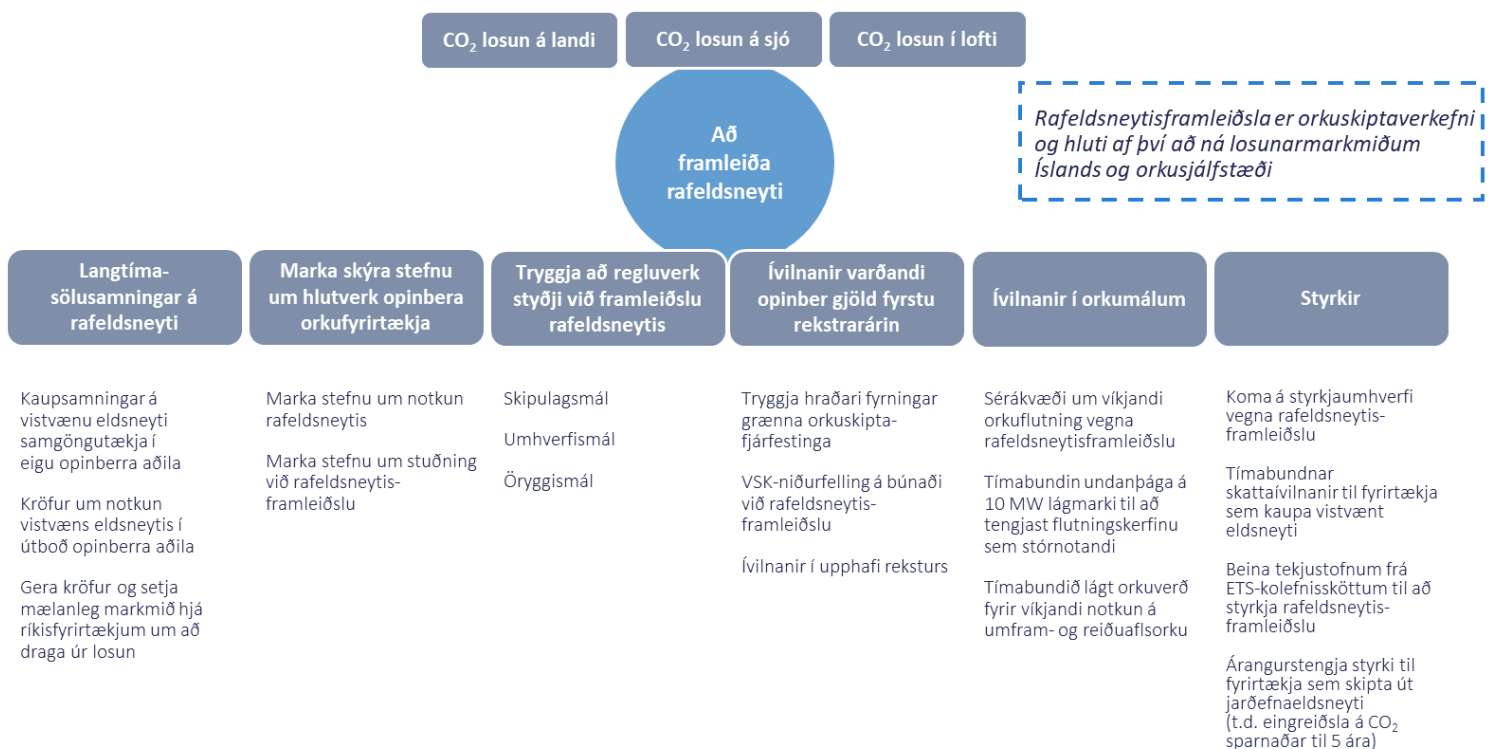 CO₂ losun á landi
CO₂ losun á sjó
CO₂ losun í lofti
Að
framleiða
rafeldsneyti
Rafeldsneytisframleiðsla er orkuskiptaverkefni
og hluti af því að ná losunarmarkmiðum
Íslands og orkusjálfstæði
Langtíma-
sölusamningar á
rafeldsneyti
Kaupsamningar á
vistvænu eldsneyti
samgöngutækja í
eigu opinberra aðila
Kröfur um notkun
vistvæns eldsneytis í
útboð opinberra aðila
Gera kröfur og setja
mælanleg markmið hjá
ríkisfyrirtækjum um að
draga úr losun
Marka skýra stefnu
um hlutverk opinbera
orkufyrirtækja
Marka stefnu um notkun
rafeldsneytis
Marka stefnu um stuðning
við rafeldsneytis-
framleiðslu
Tryggja að regluverk
styðji við framleiðslu
rafeldsneytis
Skipulagsmál
Umhverfismál
Öryggismál
Ívilnanir varðandi
opinber gjöld fyrstu
rekstrarárin
Tryggja hraðari fyrningar
grænna orkuskipta-
fjárfestinga
VSK-niðurfelling á búnaði
við rafeldsneytis-
framleiðslu
Ívilnanir í upphafi reksturs
Ívilnanir í orkumálum
Sérákvæði um víkjandi
orkuflutning vegna
rafeldsneytisframleiðslu
Tímabundin undanþága á
10 MW lágmarki til að
tengjast flutningskerfinu
sem stórnotandi
Tímabundið lágt orkuverð
fyrir víkjandi notkun á
umfram- og reiðuaflsorku
Styrkir
Koma á styrkjaumhverfi
vegna rafeldsneytis-
framleiðslu
Tímabundnar
skattaívilnanir til fyrirtækja
sem kaupa vistvænt
eldsneyti
Beina tekjustofnum frá
ETS-kolefnissköttum til að
styrkja rafeldsneytis-
framleiðslu
Árangurstengja styrki til
fyrirtækja sem skipta út
jarðefnaeldsneyti
(t.d. eingreiðsla á CO₂
sparnaðar til 5 ára)